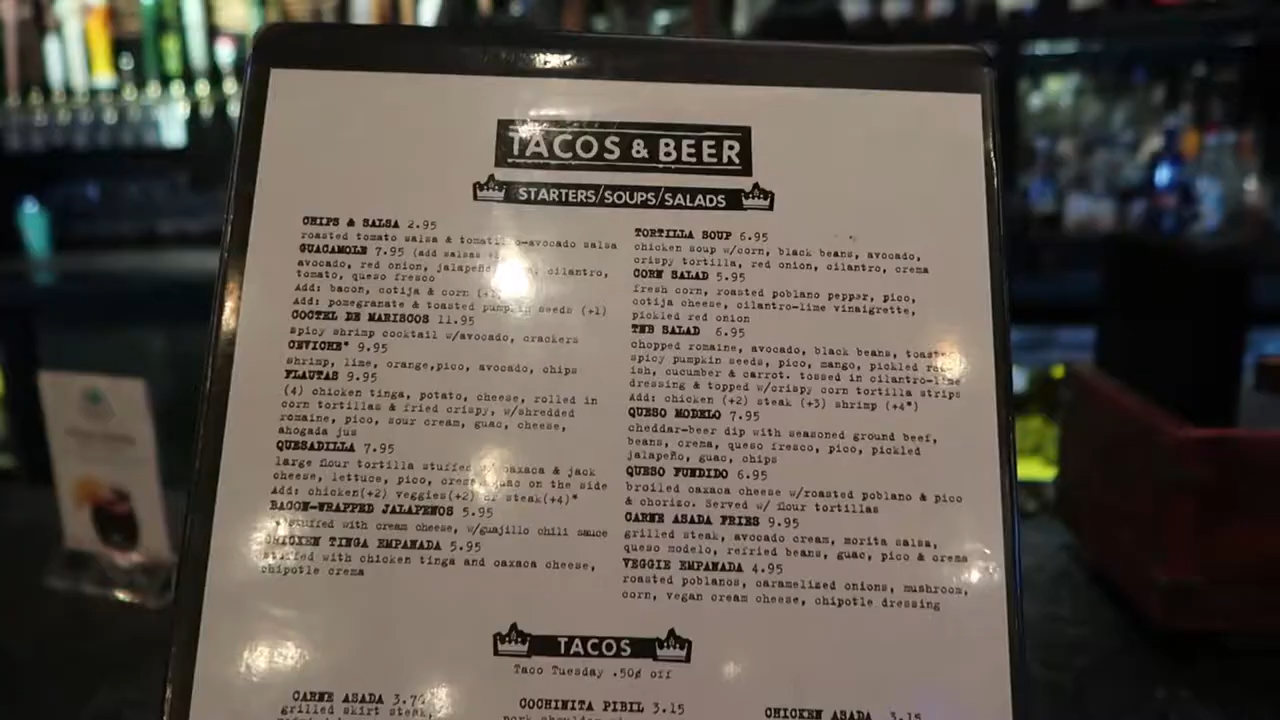 TACOS & BEER
STARTERS/SOUPS/SALADS
CHIPS & SALSA 2.95
roasted tomato salsa & tomatillo-avocado salsa
GUACAMOLE 7.95 (add salsas
avocado, red onion, jalapeño, cilantro,
tomato, queso fresco
Add: bacon, cotija & corn
Add: pomegranate & toasted pumpkin seeds (+1)
COCTEL DE MARISCOS 11.95
spicy shrimp cocktail w/avocado, crackers
CEVICHE* 9.95
shrimp, lime, orange,pico, avocado, chips
FLAUTAS 9.95
(4) chicken tinga, potato, cheese, rolled in
corn tortillas & fried crispy, w/shredded
romaine, pico, sour cream, guac, cheese,
ahogada jus
QUESADILLA 7.95
large flour tortilla stuffed w/ oaxaca & jack
cheese, lettuce, pico, crema, guac on the side
Add: chicken(+2) veggies(+2) or steak(+4)*
BACON-WRAPPED JALAPENOS 5.95
stuffed with cream cheese, w/guajillo chili sauce
CHICKEN TINGA EMPANADA 5.95
stuffed with chicken tinga and oaxaca cheese,
chipotle crema
TORTILLA SOUP 6.95
chicken soup w/corn, black beans, avocado,
crispy tortilla, red onion, cilantro, crema
CORN SALAD 5.95
fresh corn, roasted poblano pepper, pico,
cotija cheese, cilantro-lime vinaigrette,
pickled red onion
TNB SALAD 6.95
chopped romaine, avocado, black beans, toasted
spicy pumpkin seeds, pico, mango, pickled rad-
ish, cucumber & carrot. tossed in cilantro-lime
dressing & topped w/crispy corn tortilla strips
Add: chicken (+2) steak (+3) shrimp (+4*)
QUESO MODELO 7.95
cheddar-beer dip with seasoned ground beef,
beans, crema, queso fresco, pico, pickled
jalapeño, guac, chips
QUESO FUNDIDO 6.95
broiled oaxaca cheese w/roasted poblano & pico
& chorizo. Served w/ flour tortillas
CARNE ASADA FRIES 9.95
grilled steak, avocado cream, morita salsa,
queso modelo, refried beans, guac, pico & crema
VEGGIE EMPANADA 4.95
roasted poblanos, caramelized onions, mushroom,
corn, vegan cream cheese, chipotle dressing
TACOS
Taco Tuesday .50¢ off
CARNE ASADA
grilled skirt steak,
COCHINITA PIBIL 3.15
CHICKEN ASADA 3.15